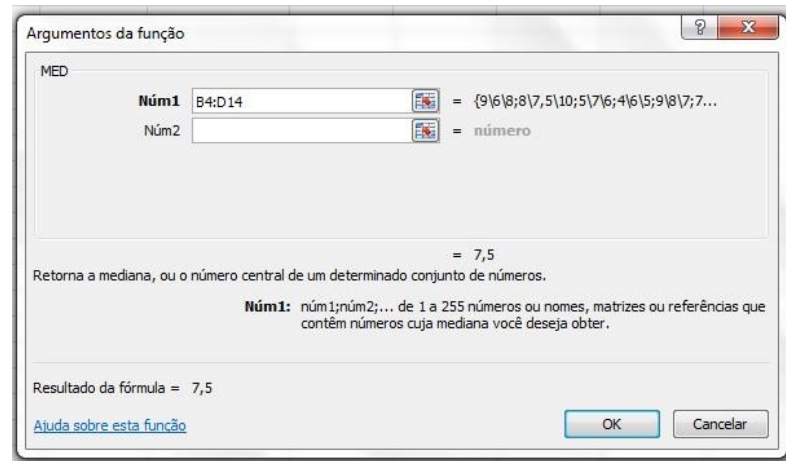 Argumentos da função
MED
Núm1 B4:D14 = {9\6\8;8\7,5\10;5\7\6;4\6\5;9\8\7;7...
Núm2 = número
= 7,5
Retorna a mediana, ou o número central de um determinado conjunto de números.
Núm1: núm1;núm2;... de 1 a 255 números ou nomes, matrizes ou referências que
contêm números cuja mediana você deseja obter.
Resultado da fórmula = 7,5
Ajuda sobre esta função
OK Cancelar